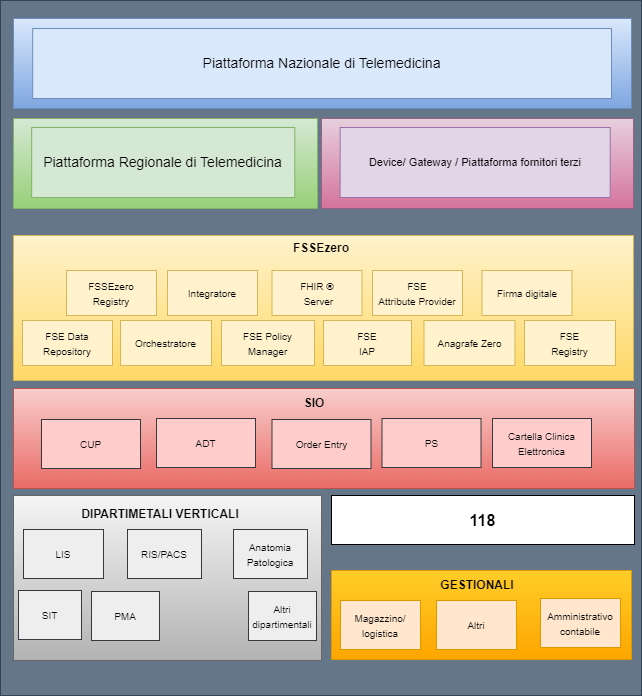 Piattaforma Nazionale di Telemedicina
Piattaforma Regionale di Telemedicina
Device/ Gateway / Piattaforma fornitori terzi
FSSEzero
FSSEzero
Registry
Integratore
FHIR ®
Server
FSE
Attribute Provider
Firma digitale
FSE Data
Repository
Orchestratore
FSE Policy
Manager
FSE
IAP
Anagrafe Zero
FSE
Registry
SIO
CUP
ADT
Order Entry
PS
Cartella Clinica
Elettronica
DIPARTIMETALI VERTICALI
LIS
RIS/PACS
Anatomia
Patologica
SIT
PMA
Altri
dipartimentali
118
GESTIONALI
Magazzino/
logistica
Altri
Amministrativo
contabile